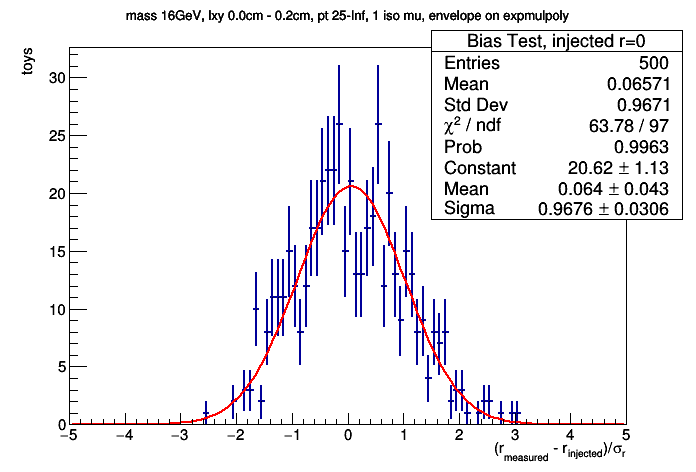 mass 16GeV, lxy 0.0cm - 0.2cm, pt 25-Inf, 1 iso mu, envelope on expmulpoly
toys
Bias Test, injected r=0
Entries 500
Mean 0.06571
Std Dev 0.9671
χ² / ndf 63.78 / 97
Prob 0.9963
Constant 20.62 ± 1.13
Mean 0.064 ± 0.043
Sigma 0.9676 ± 0.0306
30
25
20
15
10
5
0
−5 −4 −3 −2 −1 0 1 2 3 4 5
(r_measured - r_injected)/σ_r